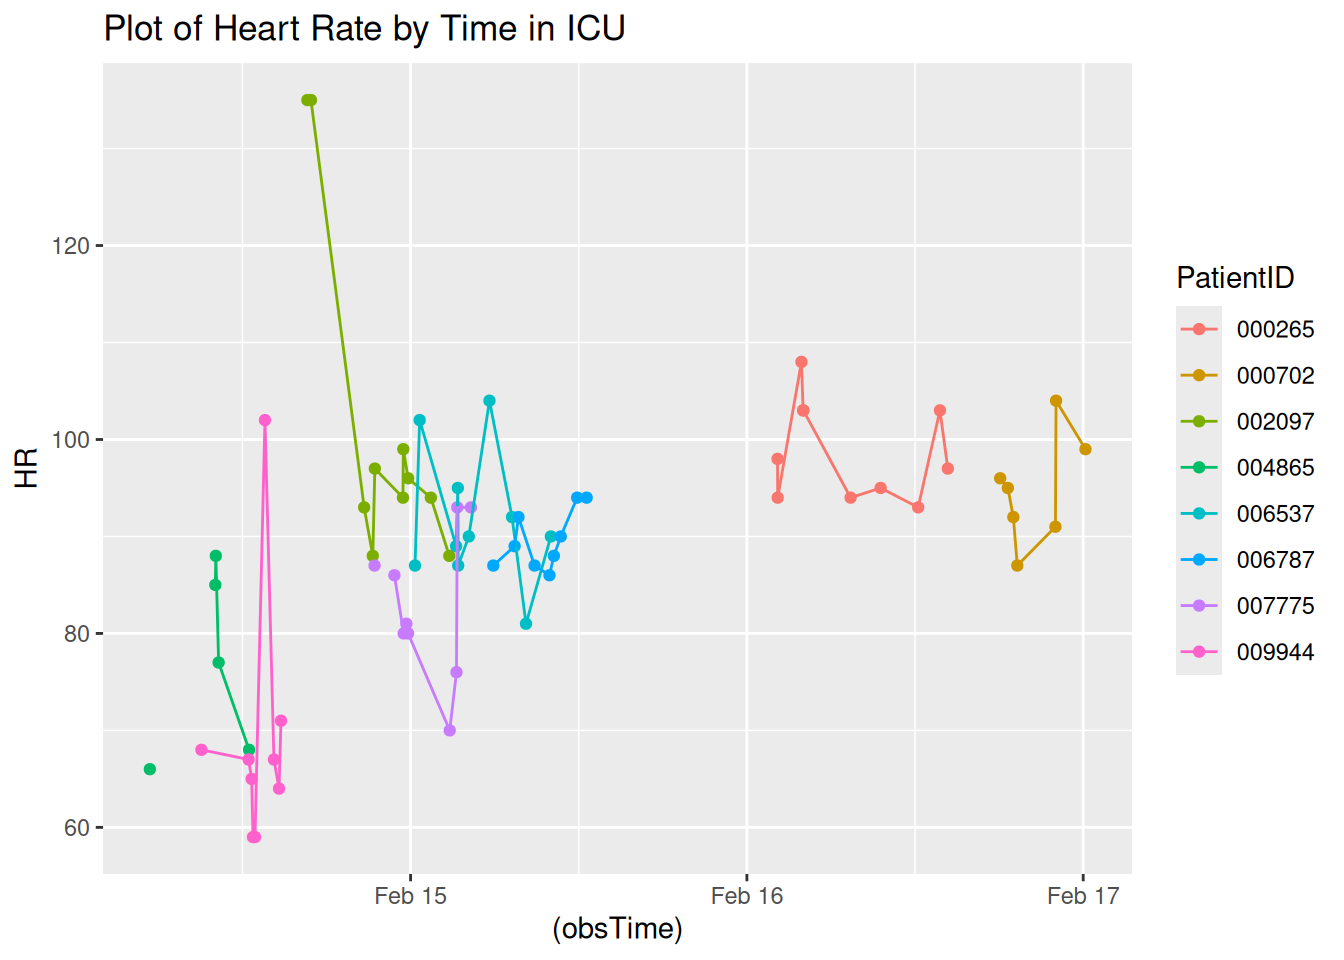 Plot of Heart Rate by Time in ICU
HR
120
100
80
60
Feb 15
Feb 16
Feb 17
(obsTime)
PatientID
000265
000702
002097
004865
006537
006787
007775
009944